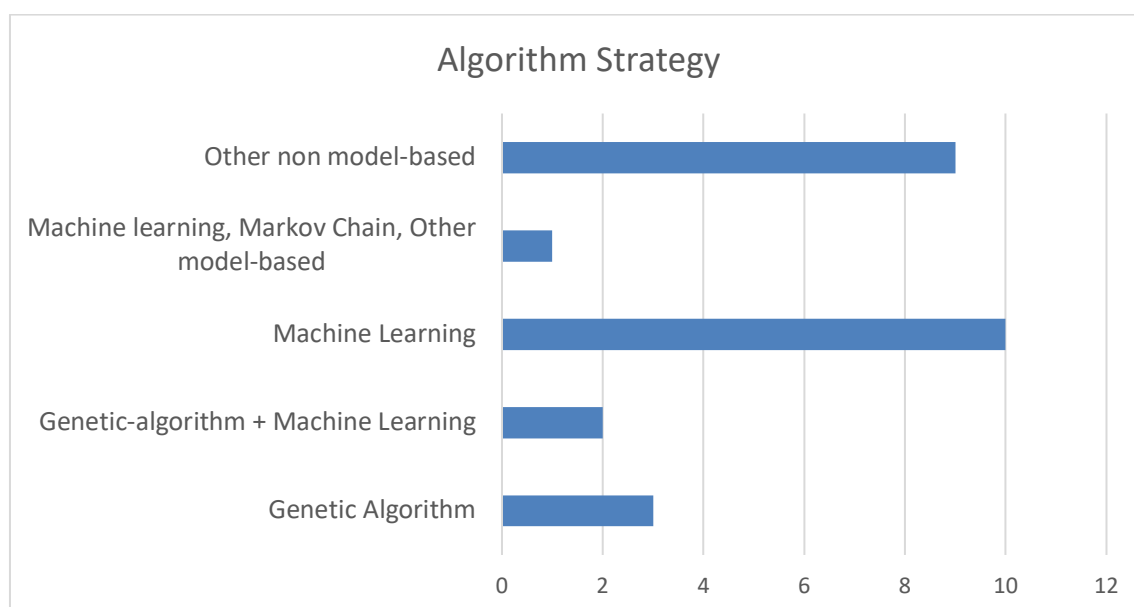 Algorithm Strategy
Other non model-based
Machine learning, Markov Chain, Other
model-based
Machine Learning
Genetic-algorithm + Machine Learning
Genetic Algorithm
0 2 4 6 8 10 12